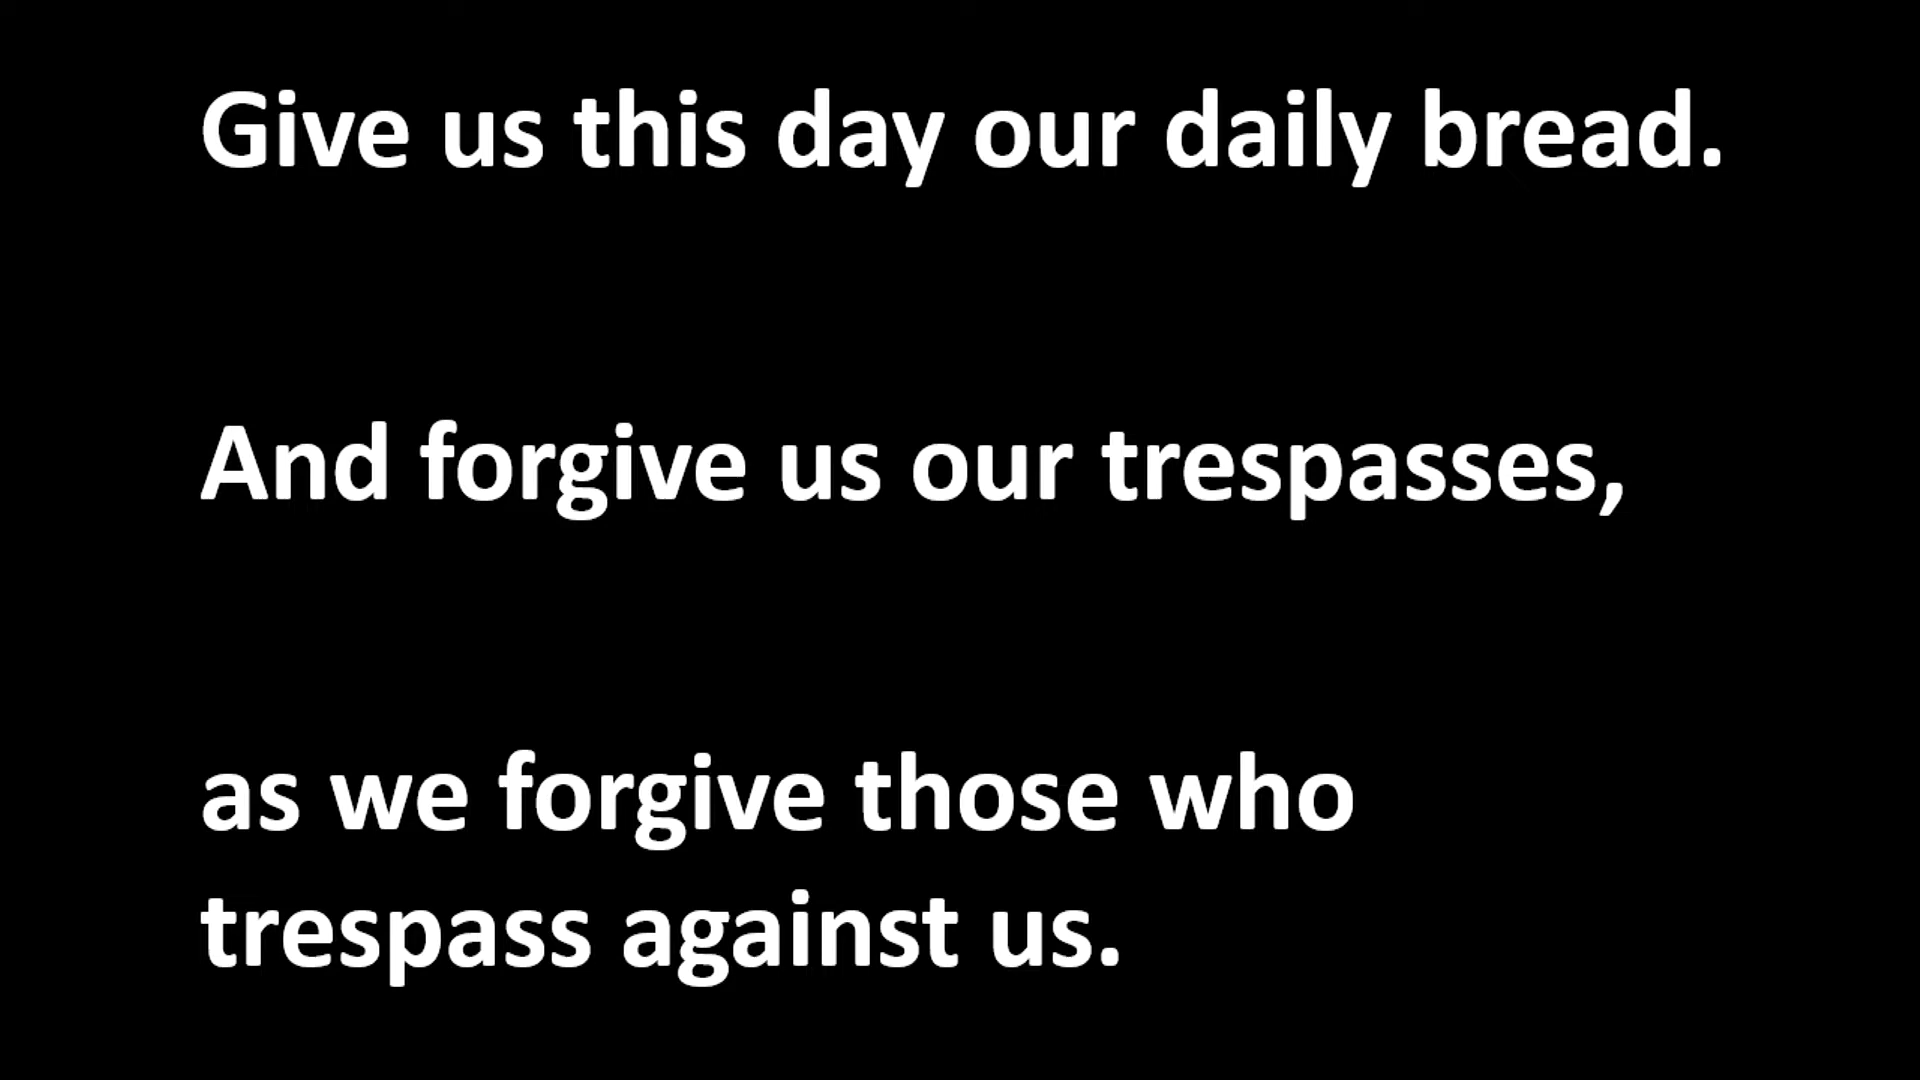 Give us this day our daily bread.
And forgive us our trespasses,
as we forgive those who
trespass against us.